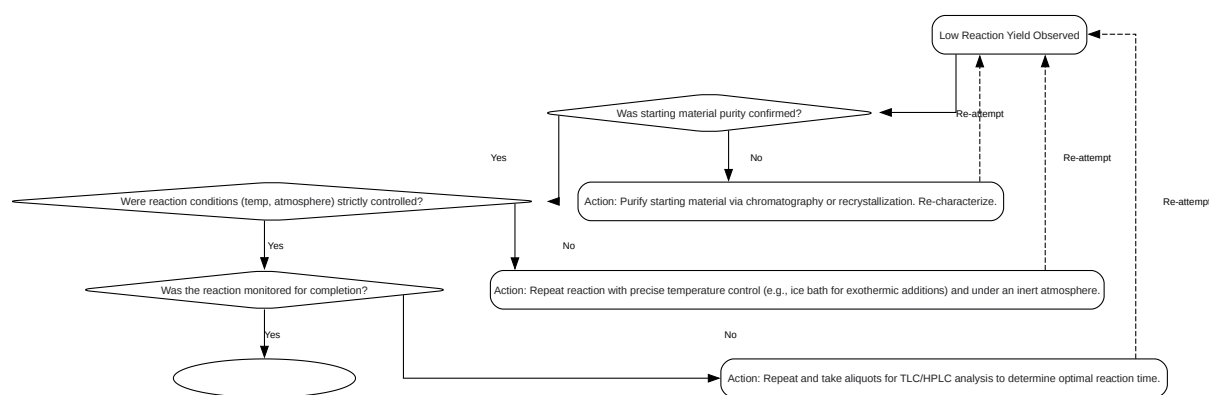 Low Reaction Yield Observed
Was starting material purity confirmed?
Re-attempt
Yes
No
Re-attempt
Were reaction conditions (temp, atmosphere) strictly controlled?
Action: Purify starting material via chromatography or recrystallization. Re-characterize.
Re-attempt
Yes
No
Was the reaction monitored for completion?
Action: Repeat reaction with precise temperature control (e.g., ice bath for exothermic additions) and under an inert atmosphere.
Yes
No
Action: Repeat and take aliquots for TLC/HPLC analysis to determine optimal reaction time.